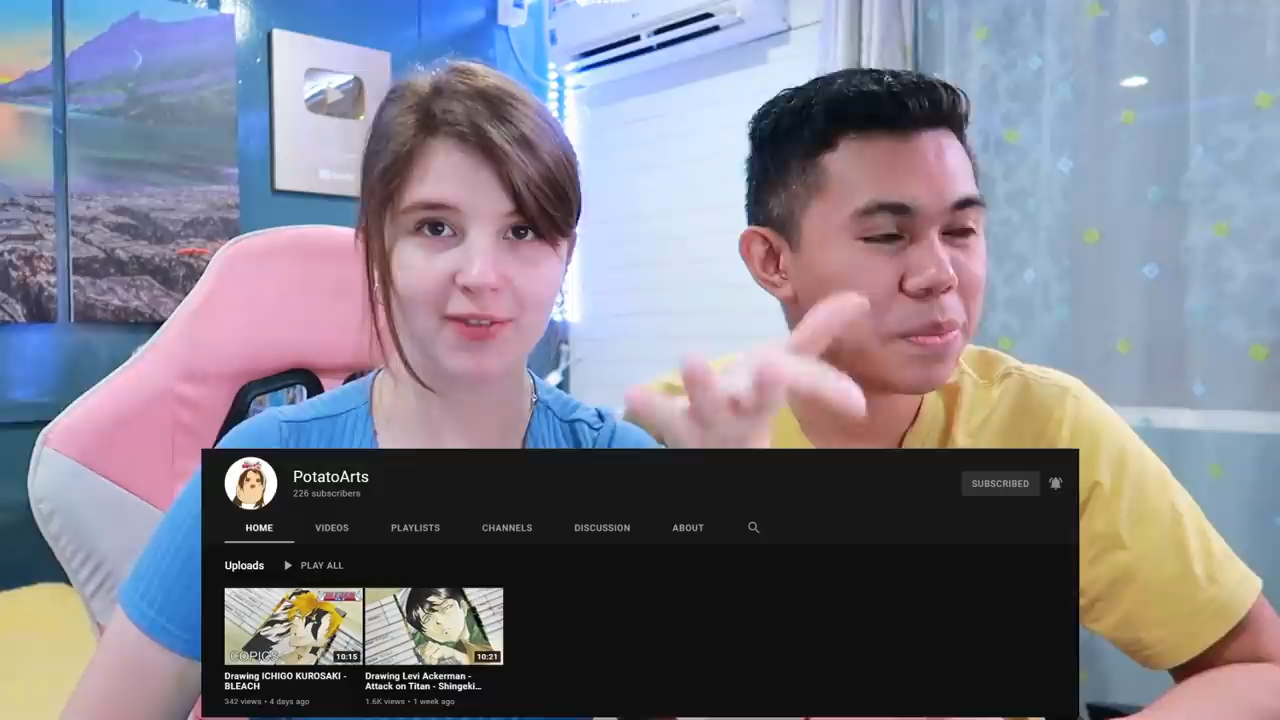 PotatoArts
226 subscribers
SUBSCRIBED
HOME VIDEOS PLAYLISTS CHANNELS DISCUSSION ABOUT
Uploads PLAY ALL
COPIC
10:15
10:21
Drawing ICHIGO KUROSAKI -
BLEACH
342 views • 4 days ago
Drawing Levi Ackerman -
Attack on Titan - Shingeki...
1.6K views • 1 week ago